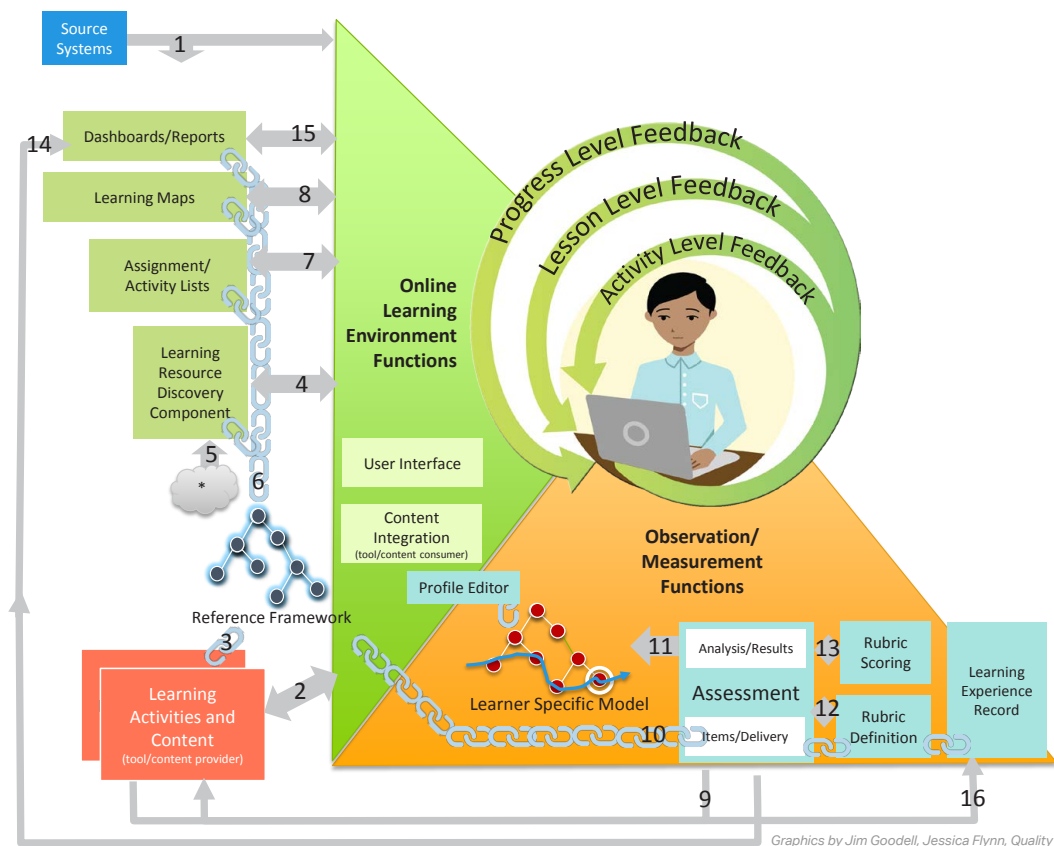 Source
Systems
1
14
Dashboards/Reports
15
Learning Maps
8
Assignment/
Activity Lists
7
Learning
Resource
Discovery
Component
4
5
*
6
Reference Framework
3
2
Learning
Activities and
Content
(tool/content provider)
Online
Learning
Environment
Functions
User Interface
Content
Integration
(tool/content consumer)
Progress Level Feedback
Lesson Level Feedback
Activity Level Feedback
Observation/
Measurement
Functions
Profile Editor
Learner Specific Model
11
Analysis/Results
Assessment
Items/Delivery
10
13
Rubric
Scoring
12
Rubric
Definition
Learning
Experience
Record
9
16
Graphics by Jim Goodell, Jessica Flynn, Quality